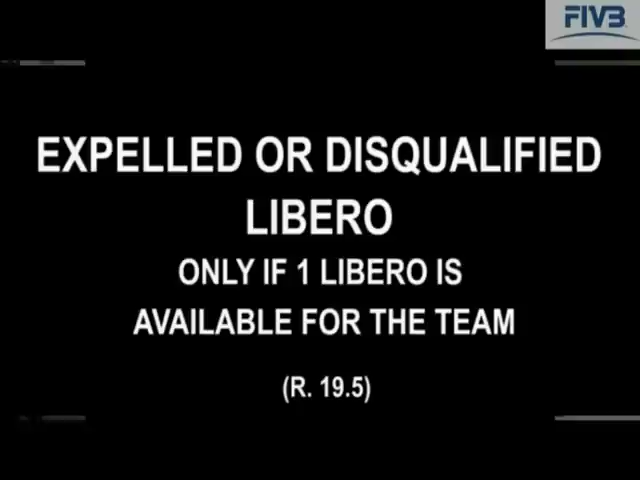 FIVB
EXPELLED OR DISQUALIFIED
LIBERO
ONLY IF 1 LIBERO IS
AVAILABLE FOR THE TEAM
(R. 19.5)